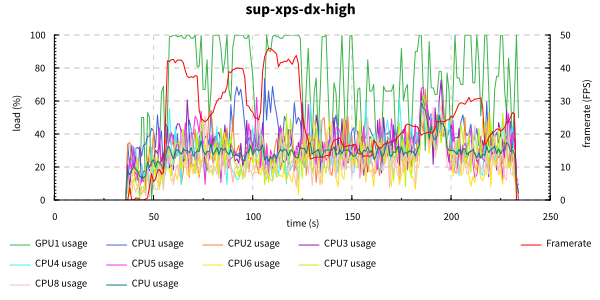 sup-xps-dx-high
100
80
60
40
20
0
load (%)
50
40
30
20
10
0
framerate (FPS)
0 50 100 150 200 250
time (s)
GPU1 usage CPU1 usage CPU2 usage CPU3 usage Framerate
CPU4 usage CPU5 usage CPU6 usage CPU7 usage
CPU8 usage CPU usage